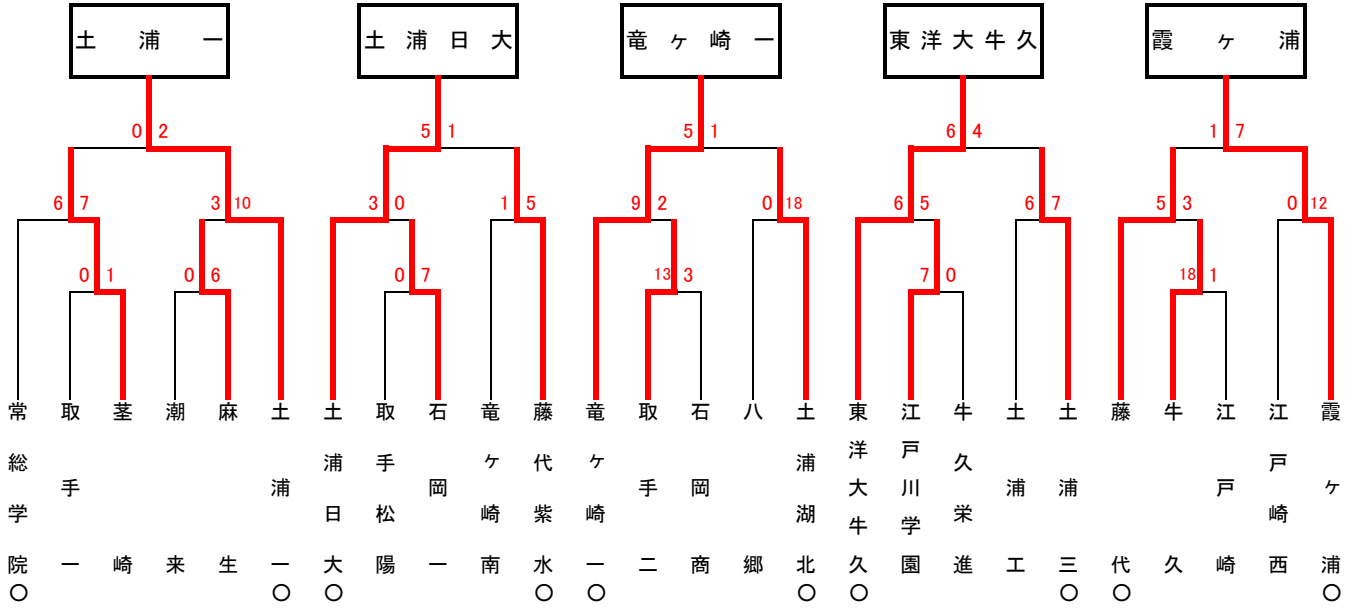 土浦一
土浦日大
竜ヶ崎一
東洋大牛久
霞ヶ浦
0 2
5 1
5 1
6 4
1 7
6 7
3 10
3 0
1 5
9 2
0 18
6 5
6 7
5 3
0 12
0 1
0 6
0 7
13 3
7 0
18 1
常総学院○
取手一
茎崎
潮来
麻生
土浦一○
土浦日大○
取手松陽
石岡一
竜ヶ崎南
藤代紫水○
竜ヶ崎一○
取手二
石岡商
八郷
土浦湖北○
東洋大牛久○
江戸川学園
牛久栄進
土浦工
土浦三○
藤代○
牛久
江戸崎
江戸崎西
霞ヶ浦○